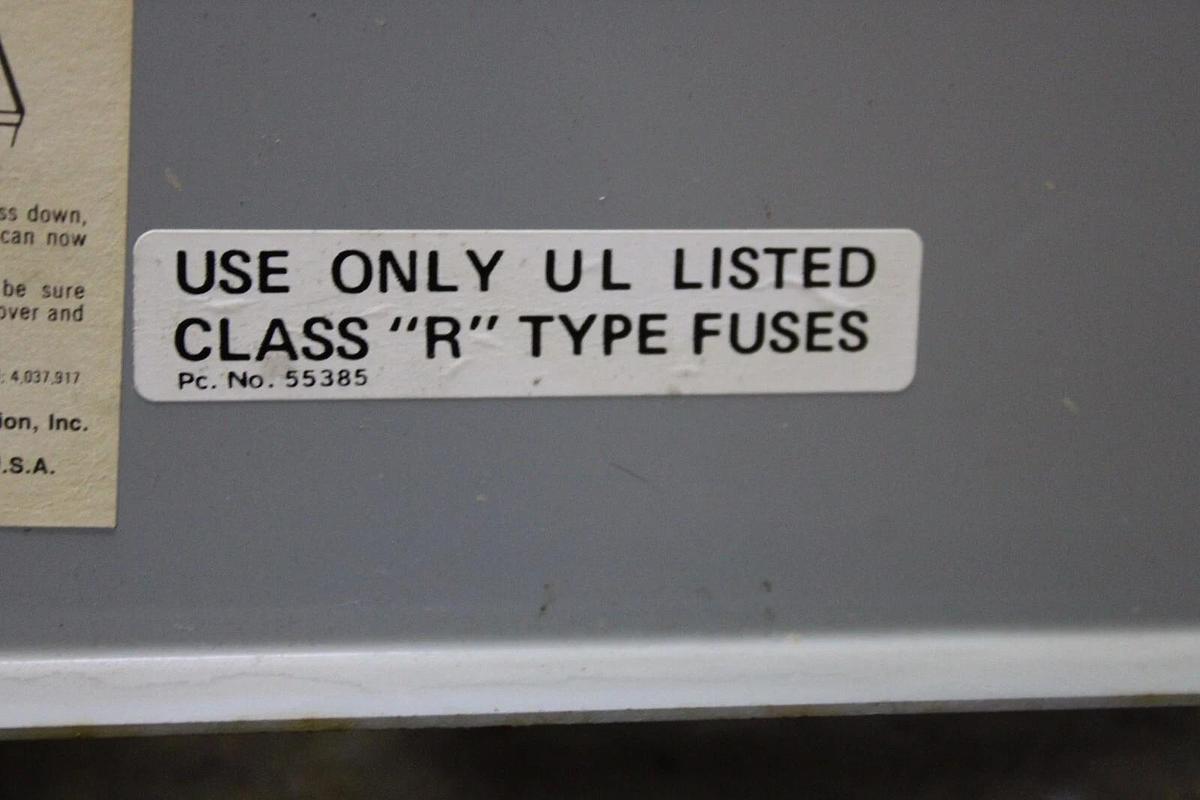 ss down,
can now
be sure
over and
: 4,037,917
ion, Inc.
.S.A.
USE ONLY UL LISTED
CLASS "R" TYPE FUSES
Pc. No. 55385